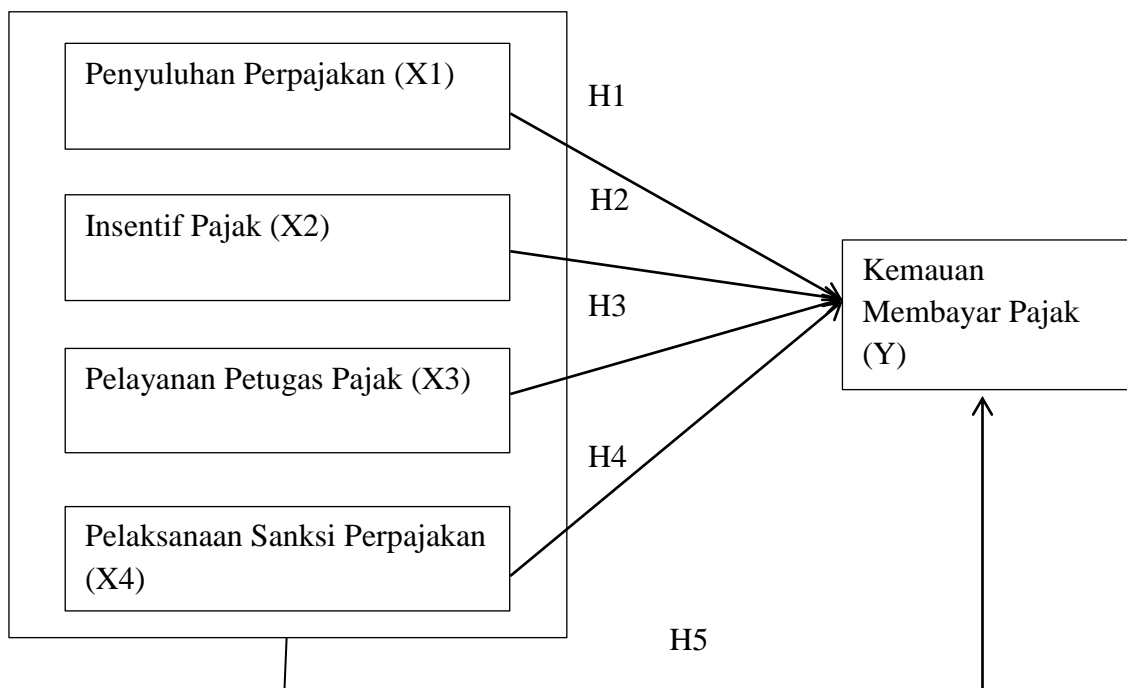 Penyuluhan Perpajakan (X1)
H1
Insentif Pajak (X2)
H2
Pelayanan Petugas Pajak (X3)
H3
Pelaksanaan Sanksi Perpajakan
(X4)
H4
Kemauan
Membayar Pajak
(Y)
H5